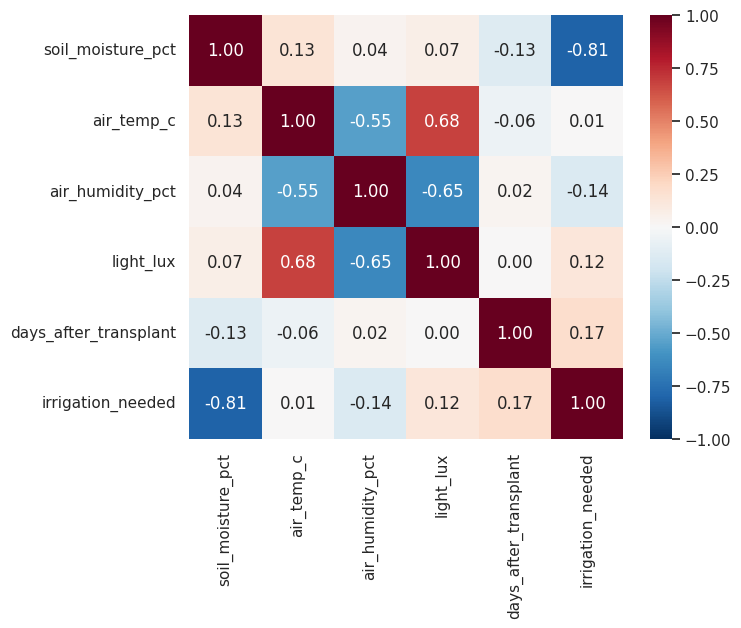 soil_moisture_pct 1.00 0.13 0.04 0.07 -0.13 -0.81
air_temp_c 0.13 1.00 -0.55 0.68 -0.06 0.01
air_humidity_pct 0.04 -0.55 1.00 -0.65 0.02 -0.14
light_lux 0.07 0.68 -0.65 1.00 0.00 0.12
days_after_transplant -0.13 -0.06 0.02 0.00 1.00 0.17
irrigation_needed -0.81 0.01 -0.14 0.12 0.17 1.00
soil_moisture_pct
air_temp_c
air_humidity_pct
light_lux
days_after_transplant
irrigation_needed
1.00
0.75
0.50
0.25
0.00
−0.25
−0.50
−0.75
−1.00